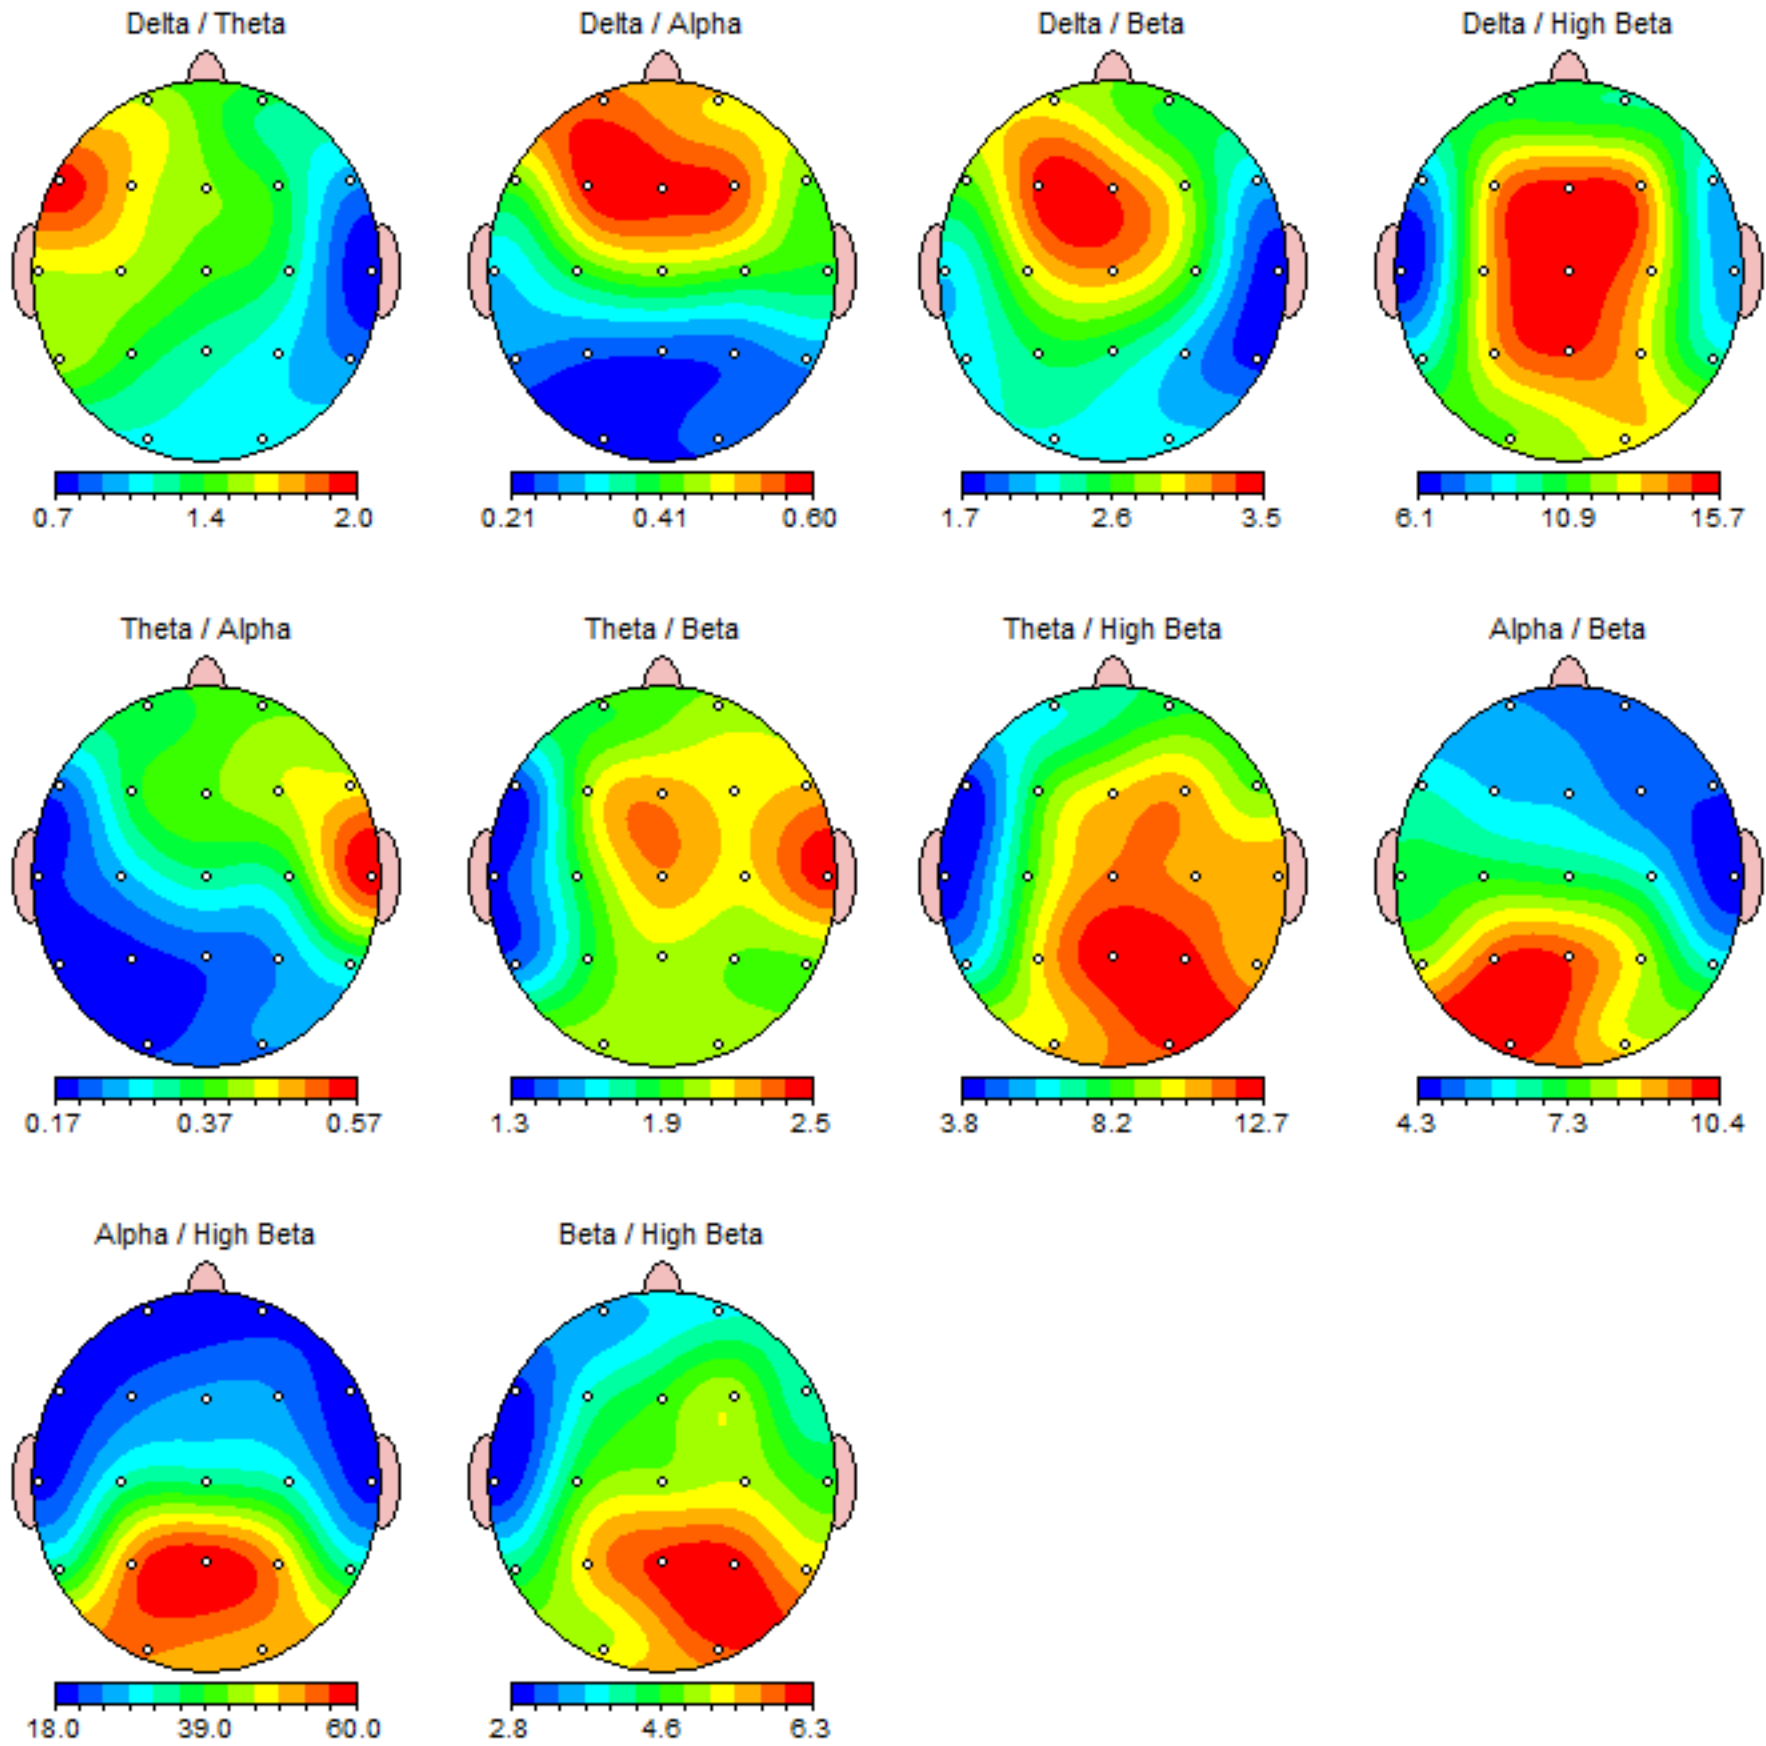 Delta / Theta
Delta / Alpha
Delta / Beta
Delta / High Beta
0.7 1.4 2.0
0.21 0.41 0.60
1.7 2.6 3.5
6.1 10.9 15.7
Theta / Alpha
Theta / Beta
Theta / High Beta
Alpha / Beta
0.17 0.37 0.57
1.3 1.9 2.5
3.8 8.2 12.7
4.3 7.3 10.4
Alpha / High Beta
Beta / High Beta
18.0 39.0 60.0
2.8 4.6 6.3